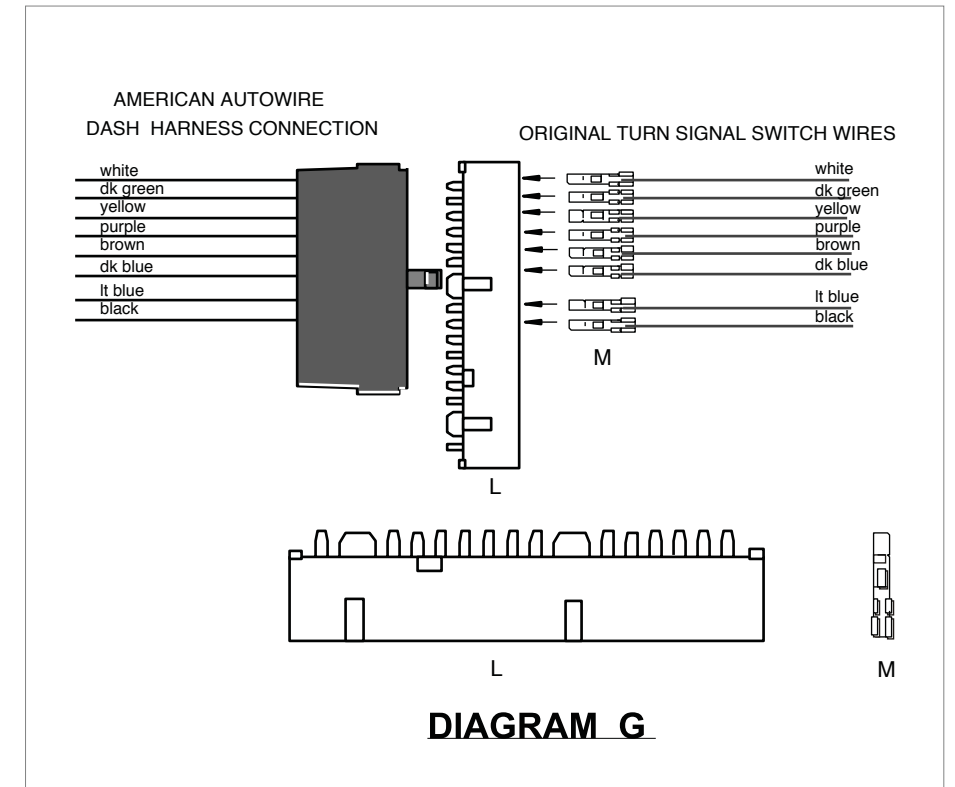 AMERICAN AUTOWIRE
DASH HARNESS CONNECTION
white
dk green
yellow
purple
brown
dk blue
lt blue
black
ORIGINAL TURN SIGNAL SWITCH WIRES
white
dk green
yellow
purple
brown
dk blue
lt blue
black
M
L
L
M
DIAGRAM G